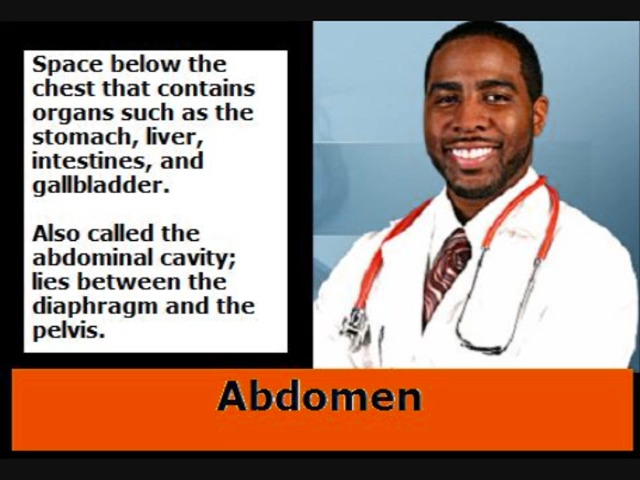 Space below the
chest that contains
organs such as the
stomach, liver,
intestines, and
gallbladder.
Also called the
abdominal cavity;
lies between the
diaphragm and the
pelvis.
Abdomen